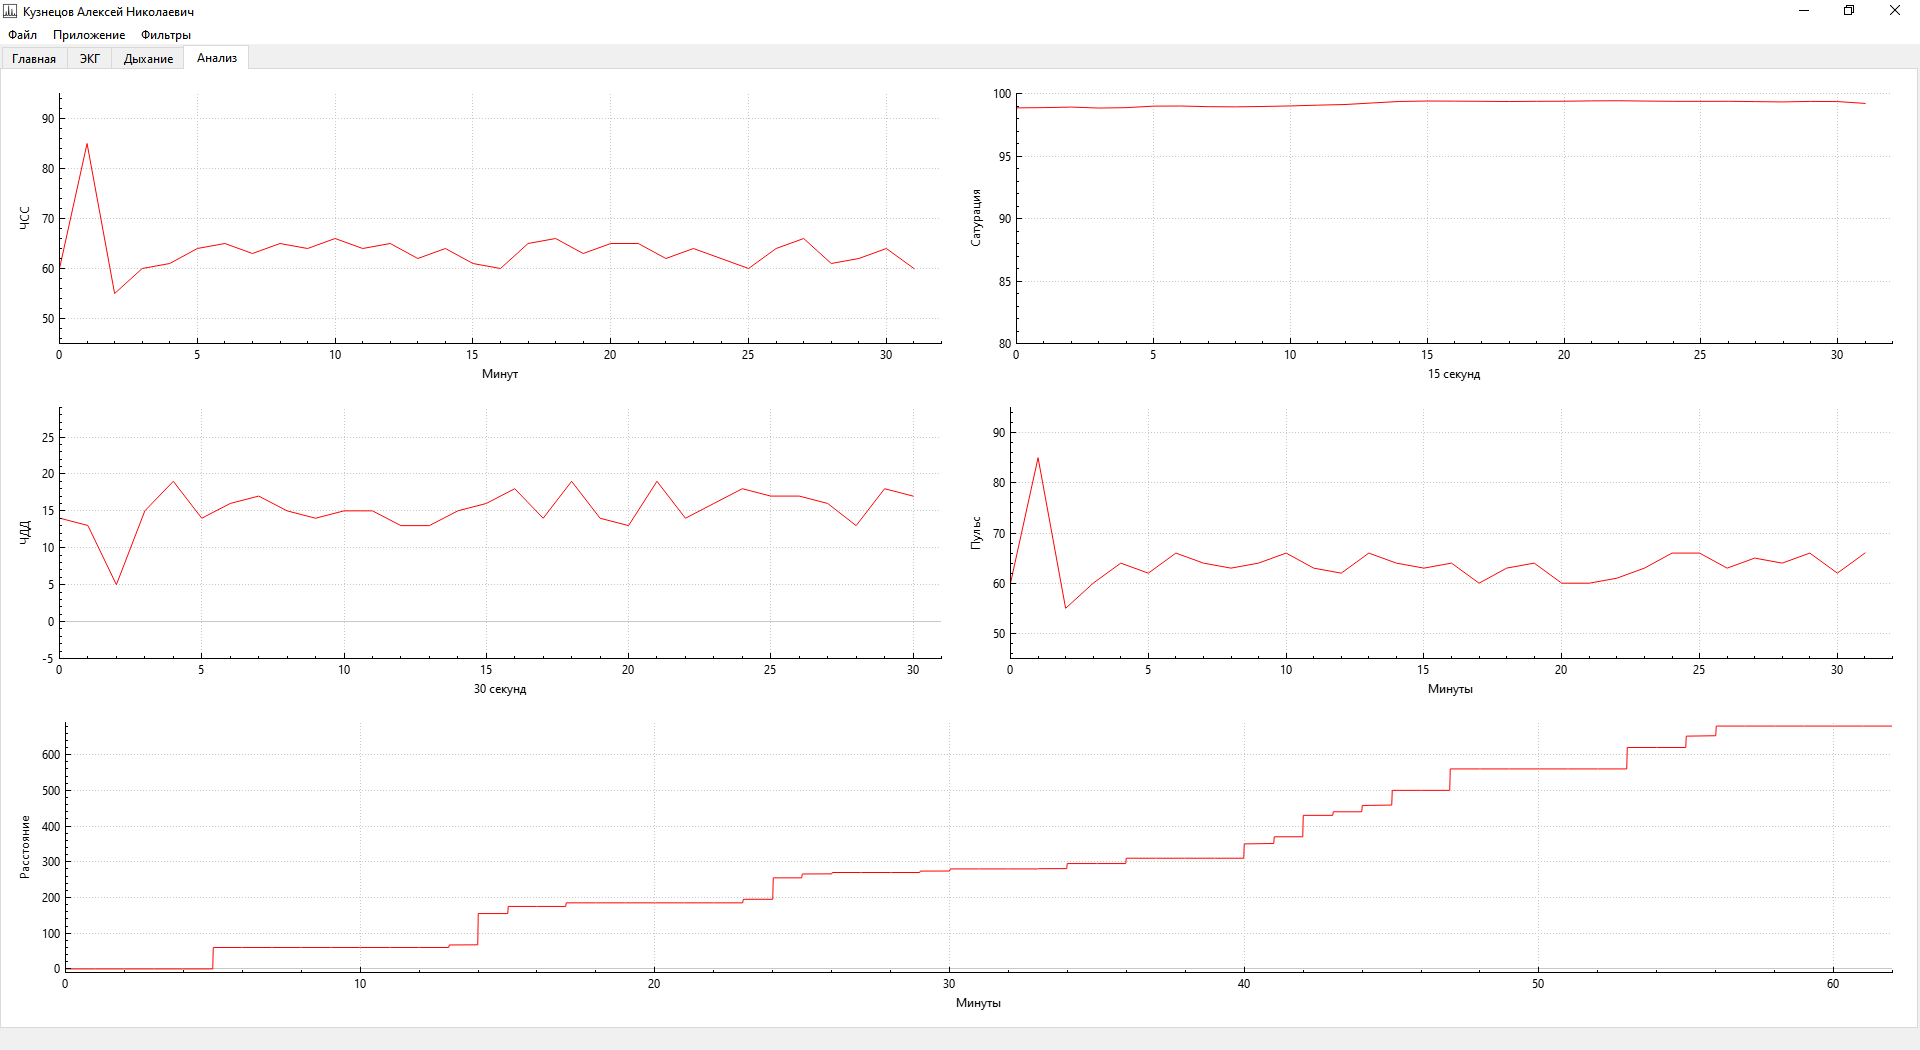 Кузнецов Алексей Николаевич
Файл Приложение Фильтры
Главная ЭКГ Дыхание Анализ
ЧСС
90
80
70
60
50
0 5 10 15 20 25 30
Минут
Сатурация
100
95
90
85
80
0 5 10 15 20 25 30
15 секунд
ЧДД
25
20
15
10
5
0
-5
0 5 10 15 20 25 30
30 секунд
Пульс
90
80
70
60
50
0 5 10 15 20 25 30
Минуты
Расстояние
600
500
400
300
200
100
0
0 10 20 30 40 50 60
Минуты